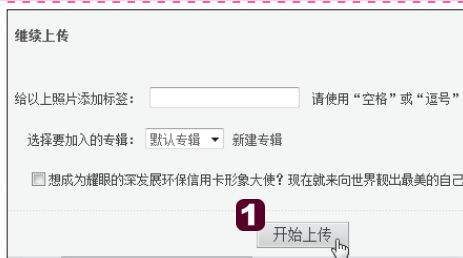 继续上传
给以上照片添加标签： 请使用“空格”或“逗号”
选择要加入的专辑： 默认专辑 新建专辑
想成为耀眼的深发展环保信用卡形象大使？现在就来向世界靓出最美的自己
1
开始上传